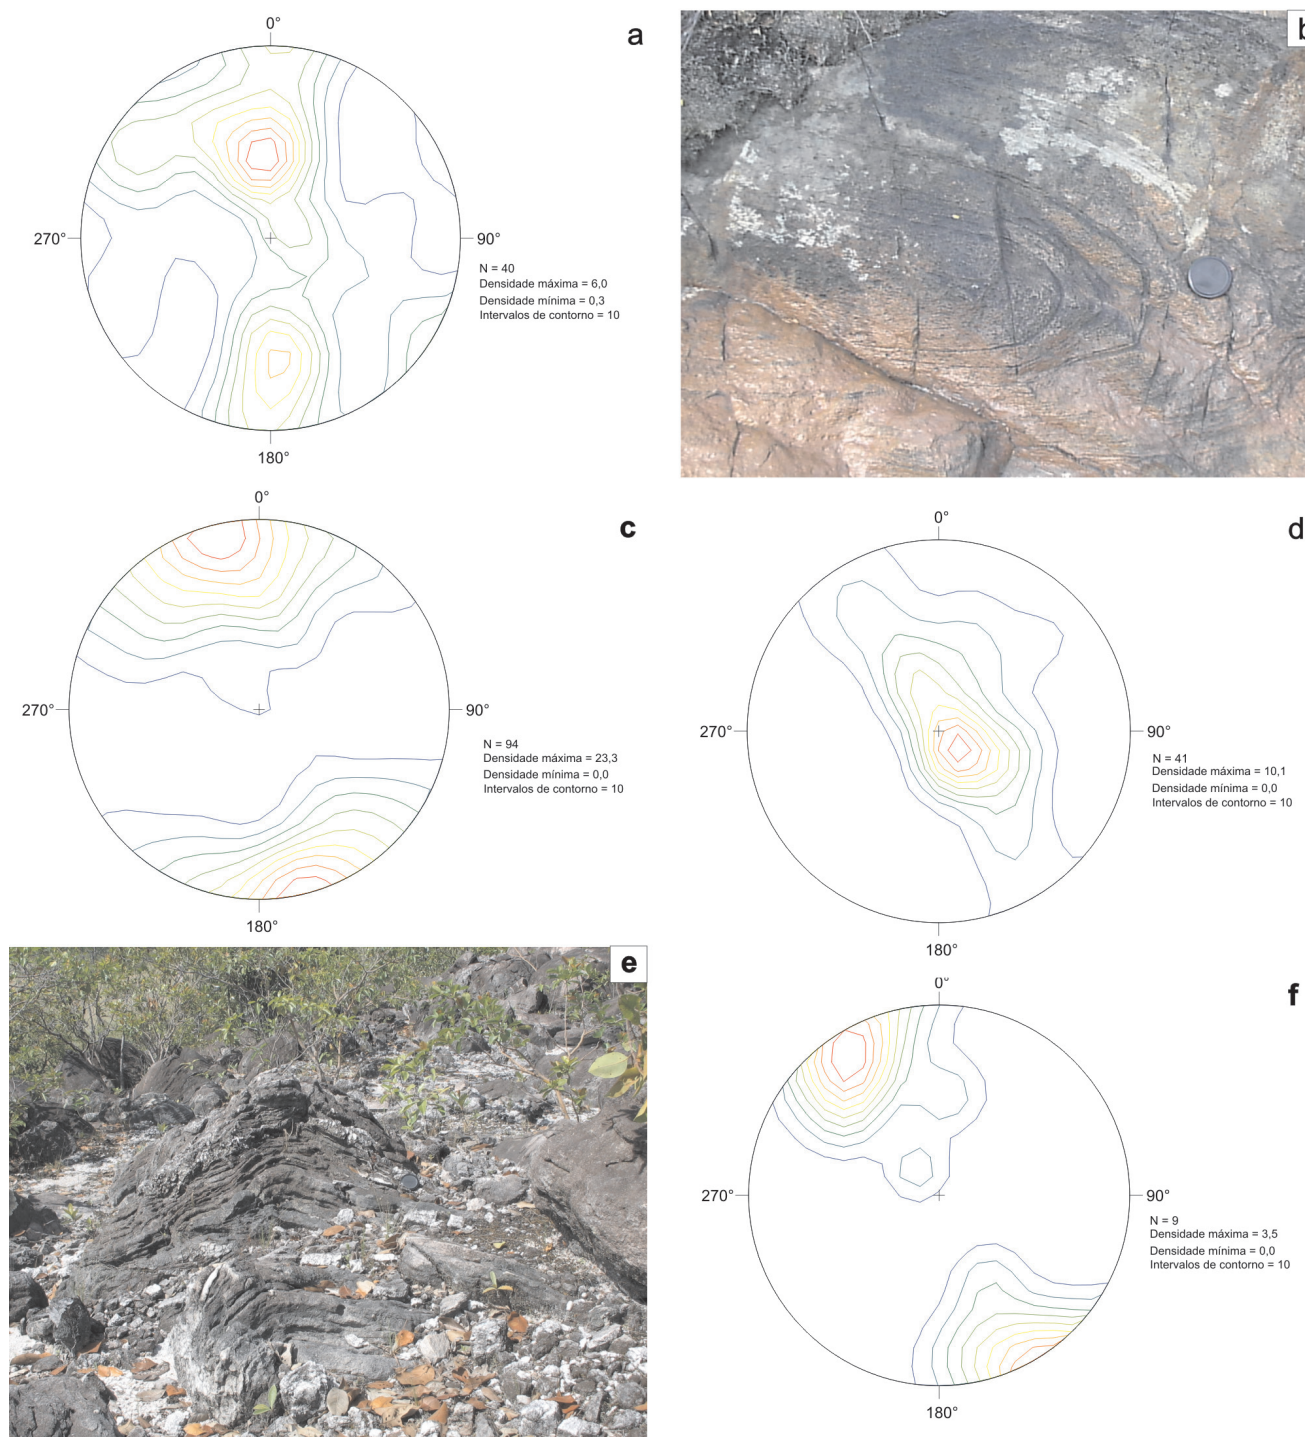 0°
a
b
270°
90°
N = 40
Densidade máxima = 6,0
Densidade mínima = 0,3
Intervalos de contorno = 10
180°
0°
c
270°
90°
N = 94
Densidade máxima = 23,3
Densidade mínima = 0,0
Intervalos de contorno = 10
180°
0°
d
270°
90°
N = 41
Densidade máxima = 10,1
Densidade mínima = 0,0
Intervalos de contorno = 10
180°
e
0°
f
270°
90°
N = 9
Densidade máxima = 3,5
Densidade mínima = 0,0
Intervalos de contorno = 10
180°